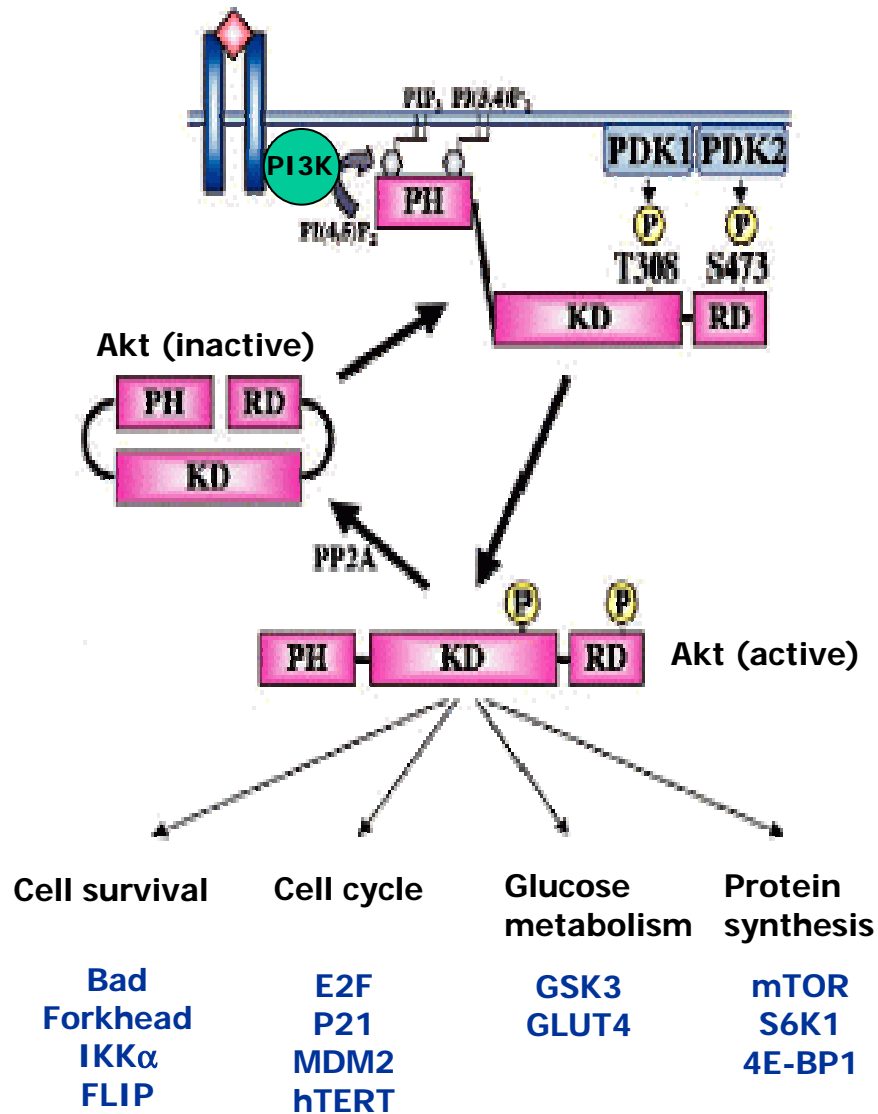 PIP3 PI(3,4)P2
PI3K
PDK1 PDK2
PH
P P
PI(4,5)P2
T308 S473
KD RD
Akt (inactive)
PH RD
KD
PP2A
P P
PH KD RD
Akt (active)
Cell survival
Cell cycle
Glucose
metabolism
Protein
synthesis
Bad
Forkhead
IKKα
FLIP
E2F
P21
MDM2
hTERT
GSK3
GLUT4
mTOR
S6K1
4E-BP1